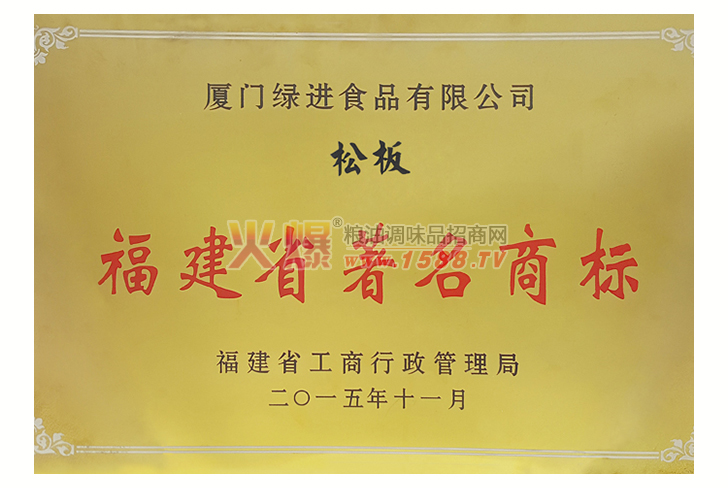 厦门绿进食品有限公司
松板
火爆®粮油调味品招商网
www.1588.TV
福建省著名商标
福建省工商行政管理局
二〇一五年十一月